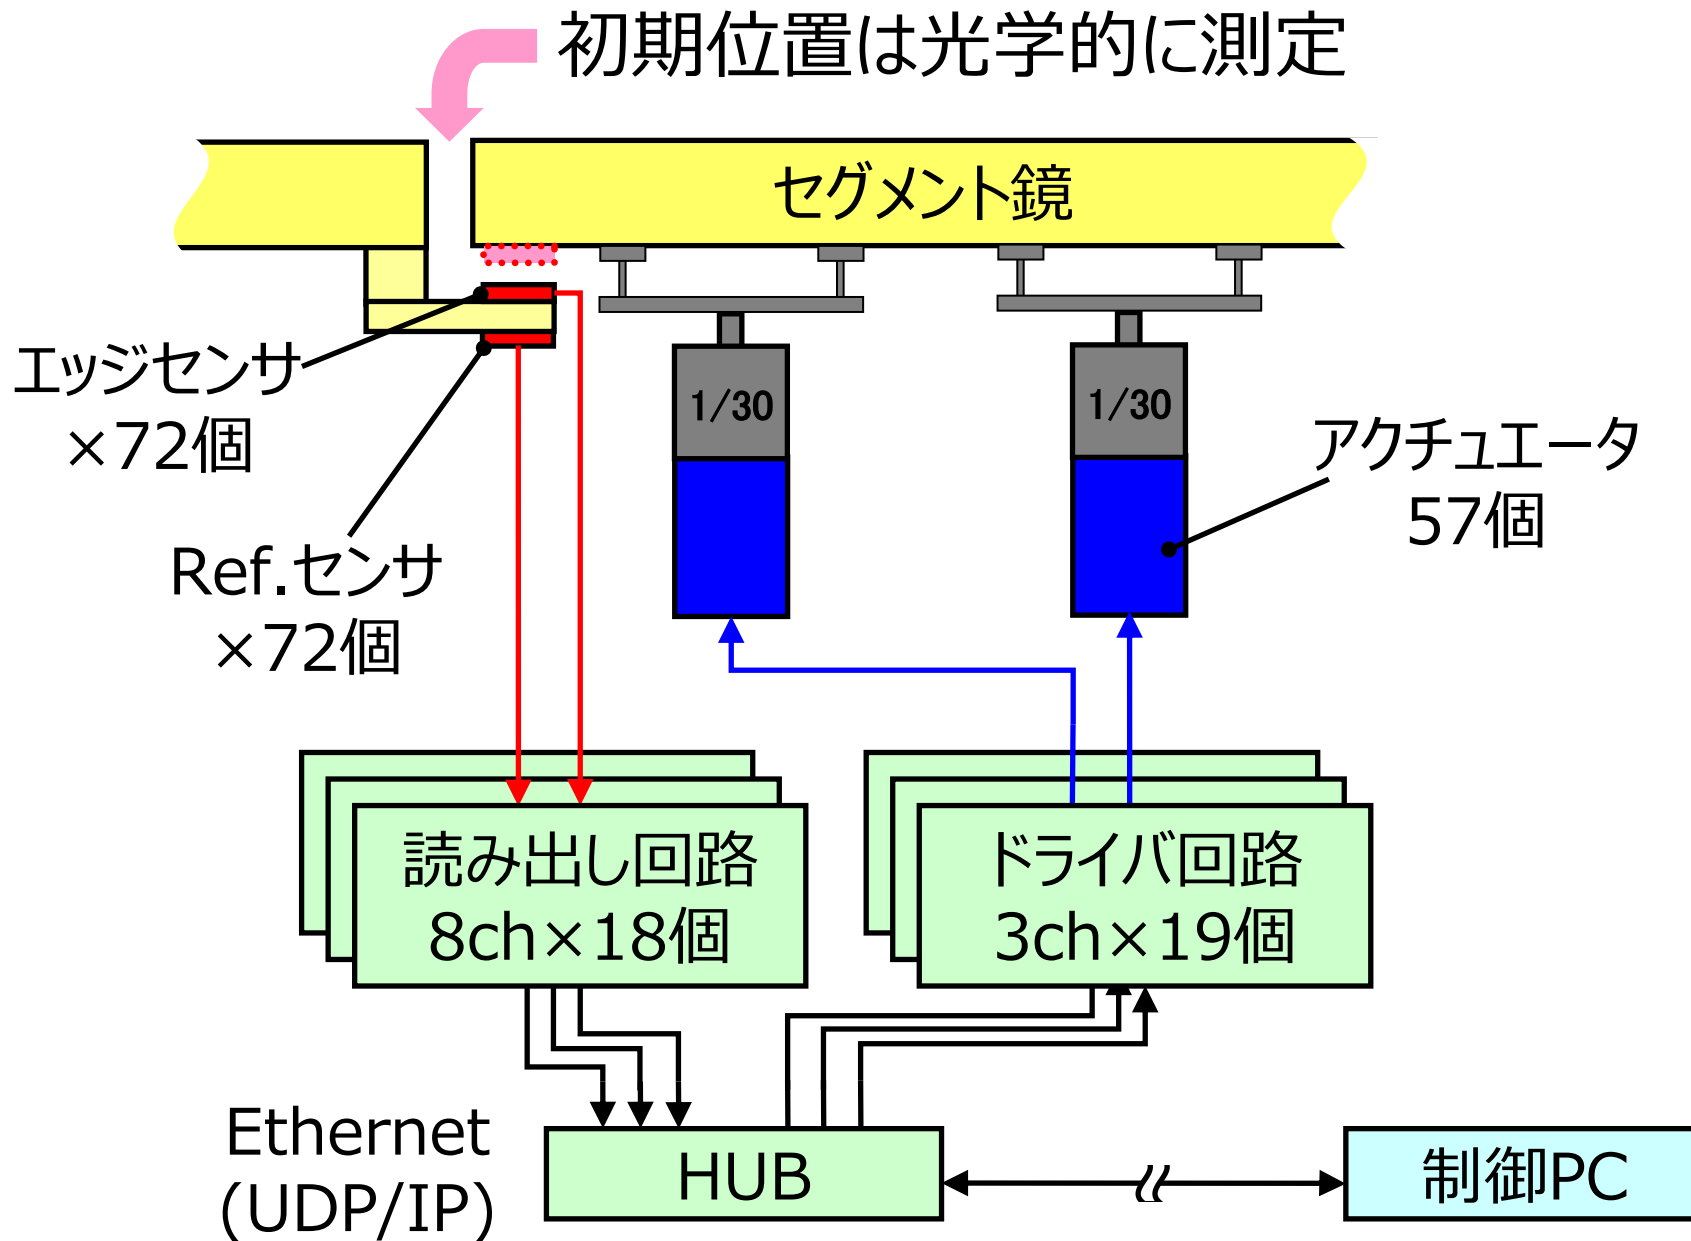 初期位置は光学的に測定
セグメント鏡
エッジセンサ
×72個
1/30
1/30
アクチュエータ
57個
Ref.センサ
×72個
読み出し回路
8ch×18個
ドライバ回路
3ch×19個
Ethernet
(UDP/IP)
HUB
制御PC